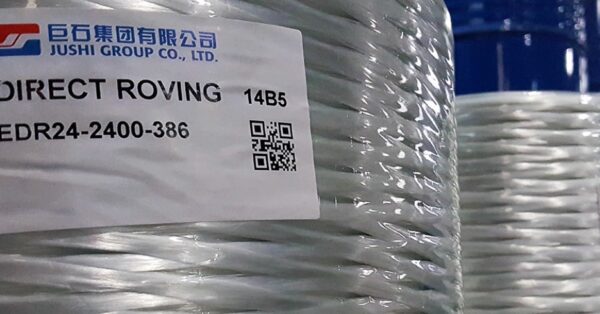 巨石集团有限公司
JUSHI GROUP CO., LTD.
DIRECT ROVING 14B5
EDR24-2400-386